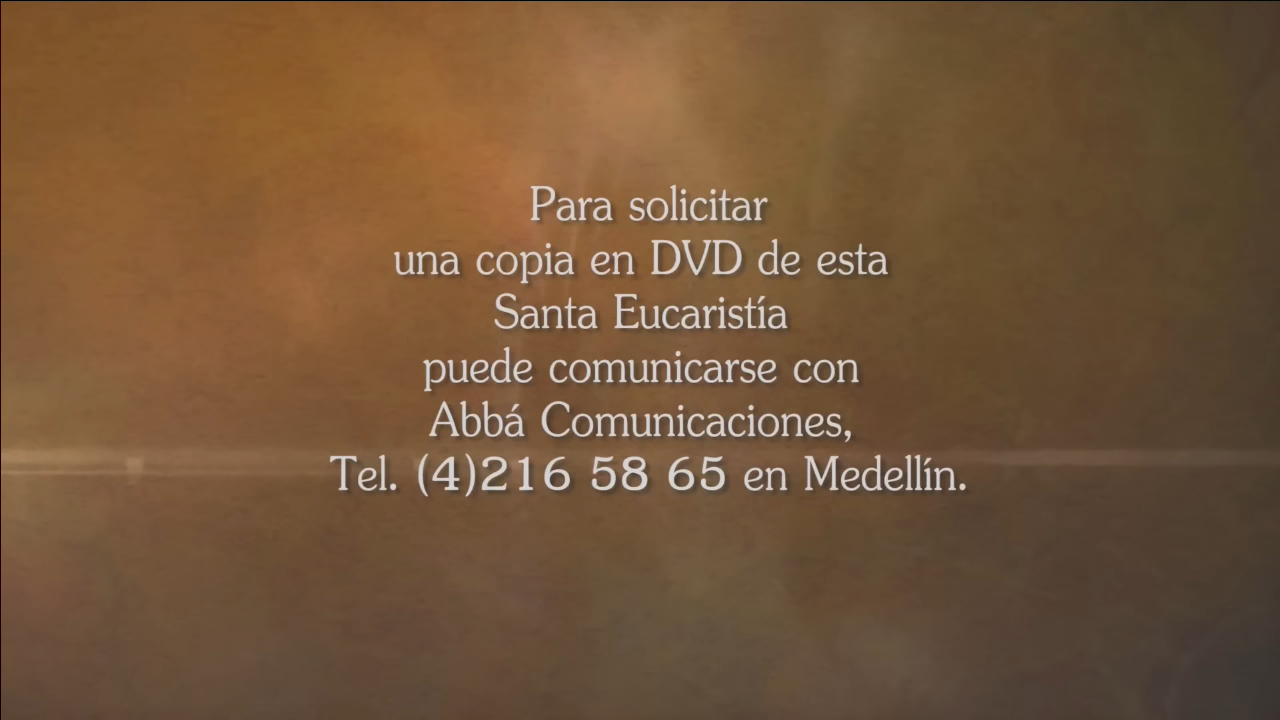 Para solicitar
una copia en DVD de esta
Santa Eucaristía
puede comunicarse con
Abbá Comunicaciones,
Tel. (4)216 58 65 en Medellín.